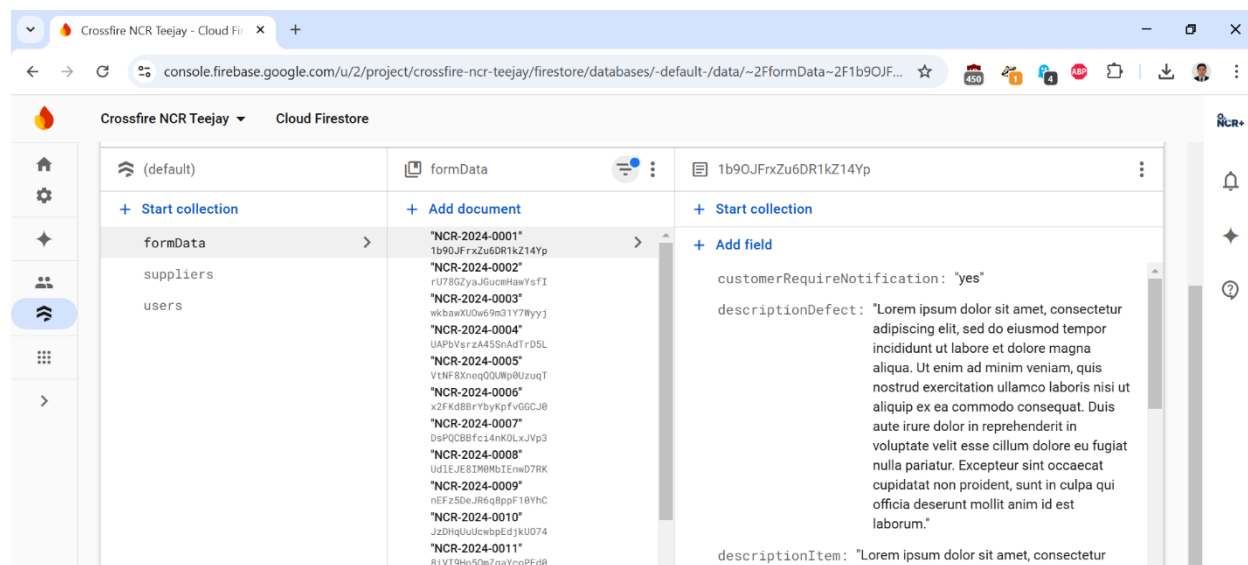 Crossfire NCR Teejay - Cloud Fi
console.firebase.google.com/u/2/project/crossfire-ncr-teejay/firestore/databases/-default-/data/~2FformData~2F1b9OJF...
450
1
4
ABP
Crossfire NCR Teejay
Cloud Firestore
NCR+
(default)
formData
1b9OJFrxZu6DR1kZ14Yp
+ Start collection
+ Add document
+ Start collection
formData
suppliers
users
"NCR-2024-0001"
1b9OJFrxZu6DR1kZ14Yp
"NCR-2024-0002"
rU78GZyaJGucmHawYsfI
"NCR-2024-0003"
wkbawXUOw69m31Y7Wyyj
"NCR-2024-0004"
UAPbVsrzA45SnAdTrD5L
"NCR-2024-0005"
VtNF8XneqQQUWp0UzuqT
"NCR-2024-0006"
x2FKd8BrYbyKpfvGGCJ0
"NCR-2024-0007"
DsPQCBBfci4nKOLxJVp3
"NCR-2024-0008"
UdlEJE8IM0MbIEnwD7RK
"NCR-2024-0009"
nEFz5DeJR6q8ppF10YhC
"NCR-2024-0010"
JzDHqUuUcwbpEdjkUO74
"NCR-2024-0011"
+ Add field
customerRequireNotification: "yes"
descriptionDefect: "Lorem ipsum dolor sit amet, consectetur
adipiscing elit, sed do eiusmod tempor
incididunt ut labore et dolore magna
aliqua. Ut enim ad minim veniam, quis
nostrud exercitation ullamco laboris nisi ut
aliquip ex ea commodo consequat. Duis
aute irure dolor in reprehenderit in
voluptate velit esse cillum dolore eu fugiat
nulla pariatur. Excepteur sint occaecat
cupidatat non proident, sunt in culpa qui
officia deserunt mollit anim id est
laborum."
descriptionItem: "Lorem ipsum dolor sit amet, consectetur